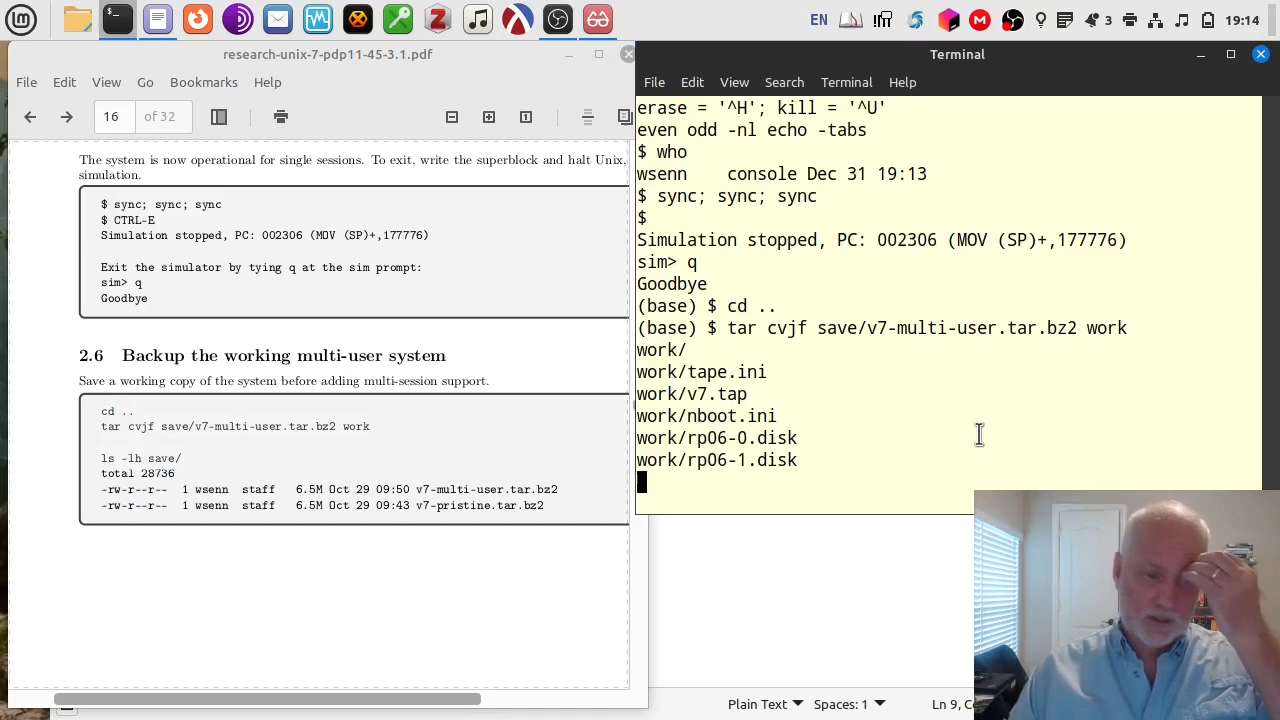 EN
3
19:14
research-unix-7-pdp11-45-3.1.pdf
File Edit View Go Bookmarks Help
16 of 32
The system is now operational for single sessions. To exit, write the superblock and halt Unix,
simulation.
$ sync; sync; sync
$ CTRL-E
Simulation stopped, PC: 002306 (MOV (SP)+,177776)
Exit the simulator by tying q at the sim prompt:
sim> q
Goodbye
2.6 Backup the working multi-user system
Save a working copy of the system before adding multi-session support.
cd ..
tar cvjf save/v7-multi-user.tar.bz2 work
ls -lh save/
total 28736
-rw-r--r-- 1 wsenn staff 6.5M Oct 29 09:50 v7-multi-user.tar.bz2
-rw-r--r-- 1 wsenn staff 6.5M Oct 29 09:43 v7-pristine.tar.bz2
Terminal
File Edit View Search Terminal Help
erase = '^H'; kill = '^U'
even odd -nl echo -tabs
$ who
wsenn console Dec 31 19:13
$ sync; sync; sync
$
Simulation stopped, PC: 002306 (MOV (SP)+,177776)
sim> q
Goodbye
(base) $ cd ..
(base) $ tar cvjf save/v7-multi-user.tar.bz2 work
work/
work/tape.ini
work/v7.tap
work/nboot.ini
work/rp06-0.disk
work/rp06-1.disk
Plain Text Spaces: 1 Ln 9,